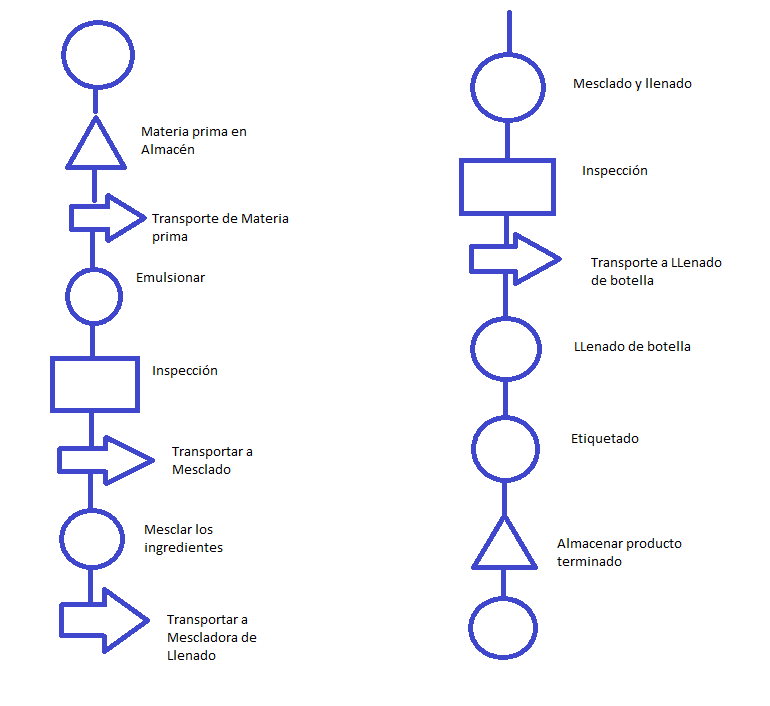 Materia prima en
Almacén
Transporte de Materia
prima
Emulsionar
Inspección
Transportar a
Mesclado
Mesclar los
ingredientes
Transportar a
Mescladora de
Llenado
Mesclado y llenado
Inspección
Transporte a LLenado
de botella
LLenado de botella
Etiquetado
Almacenar producto
terminado